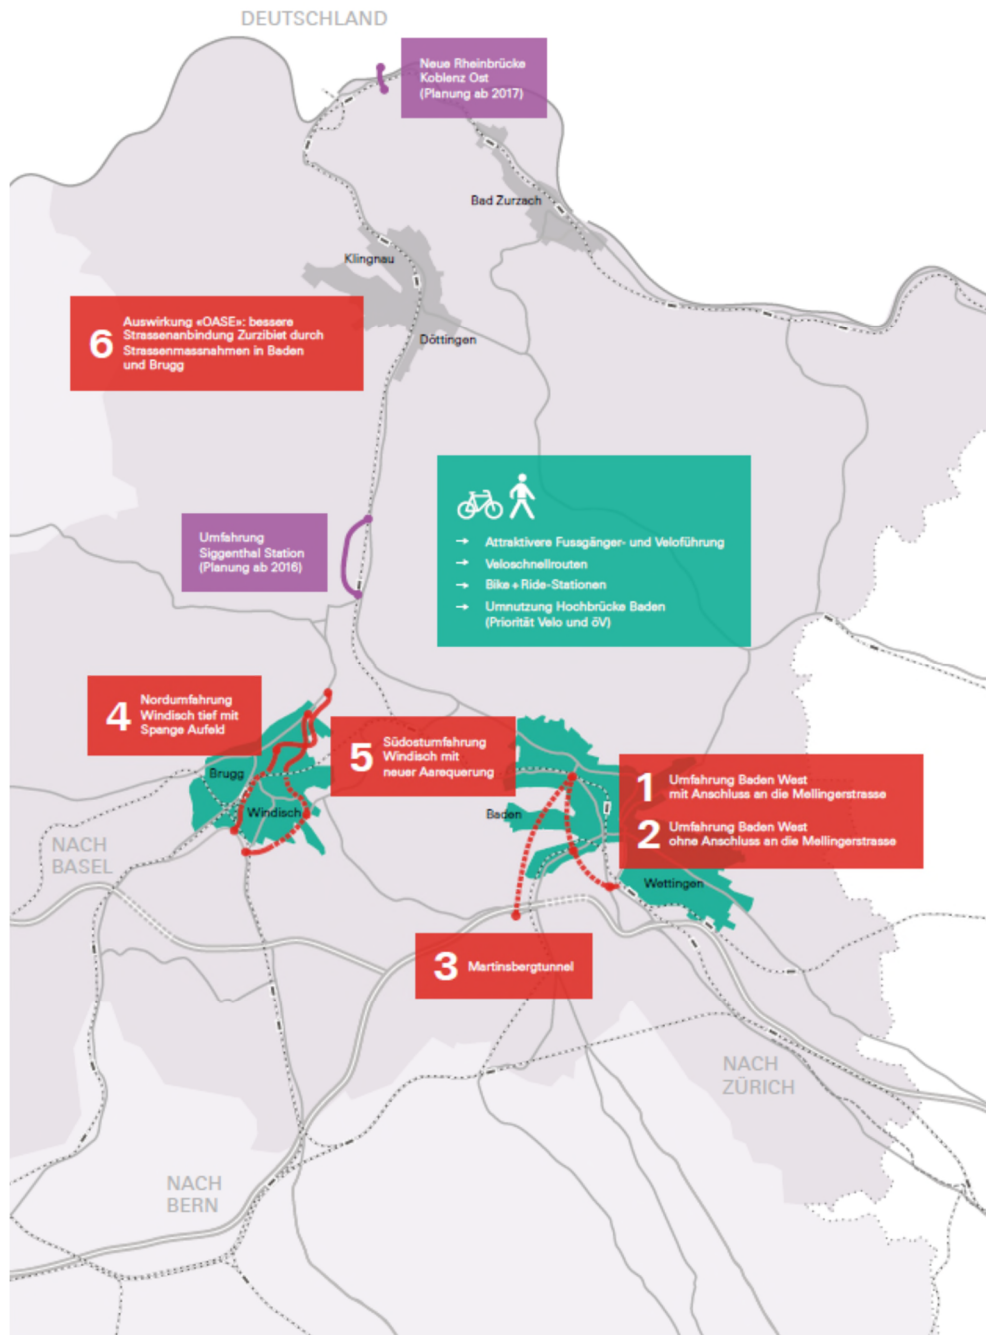 DEUTSCHLAND
Neue Rheinbrücke
Koblenz Ost
(Planung ab 2017)
Bad Zurzach
Klingnau
6
Auswirkung «OASE»: bessere
Strassenanbindung Zurzibiet durch
Strassenmassnahmen in Baden
und Brugg
Döttingen
→ Attraktivere Fussgänger- und Veloführung
→ Veloschnellrouten
→ Bike + Ride-Stationen
→ Umnutzung Hochbrücke Baden
(Priorität Velo und öV)
Umfahrung
Siggenthal Station
(Planung ab 2016)
4
Nordumfahrung
Windisch tief mit
Spange Aufeld
5
Südostumfahrung
Windisch mit
neuer Aarequerung
Brugg
Windisch
Baden
1
Umfahrung Baden West
mit Anschluss an die Mellingerstrasse
2
Umfahrung Baden West
ohne Anschluss an die Mellingerstrasse
Wettingen
NACH
BASEL
3 Martinsbergtunnel
NACH
ZÜRICH
NACH
BERN